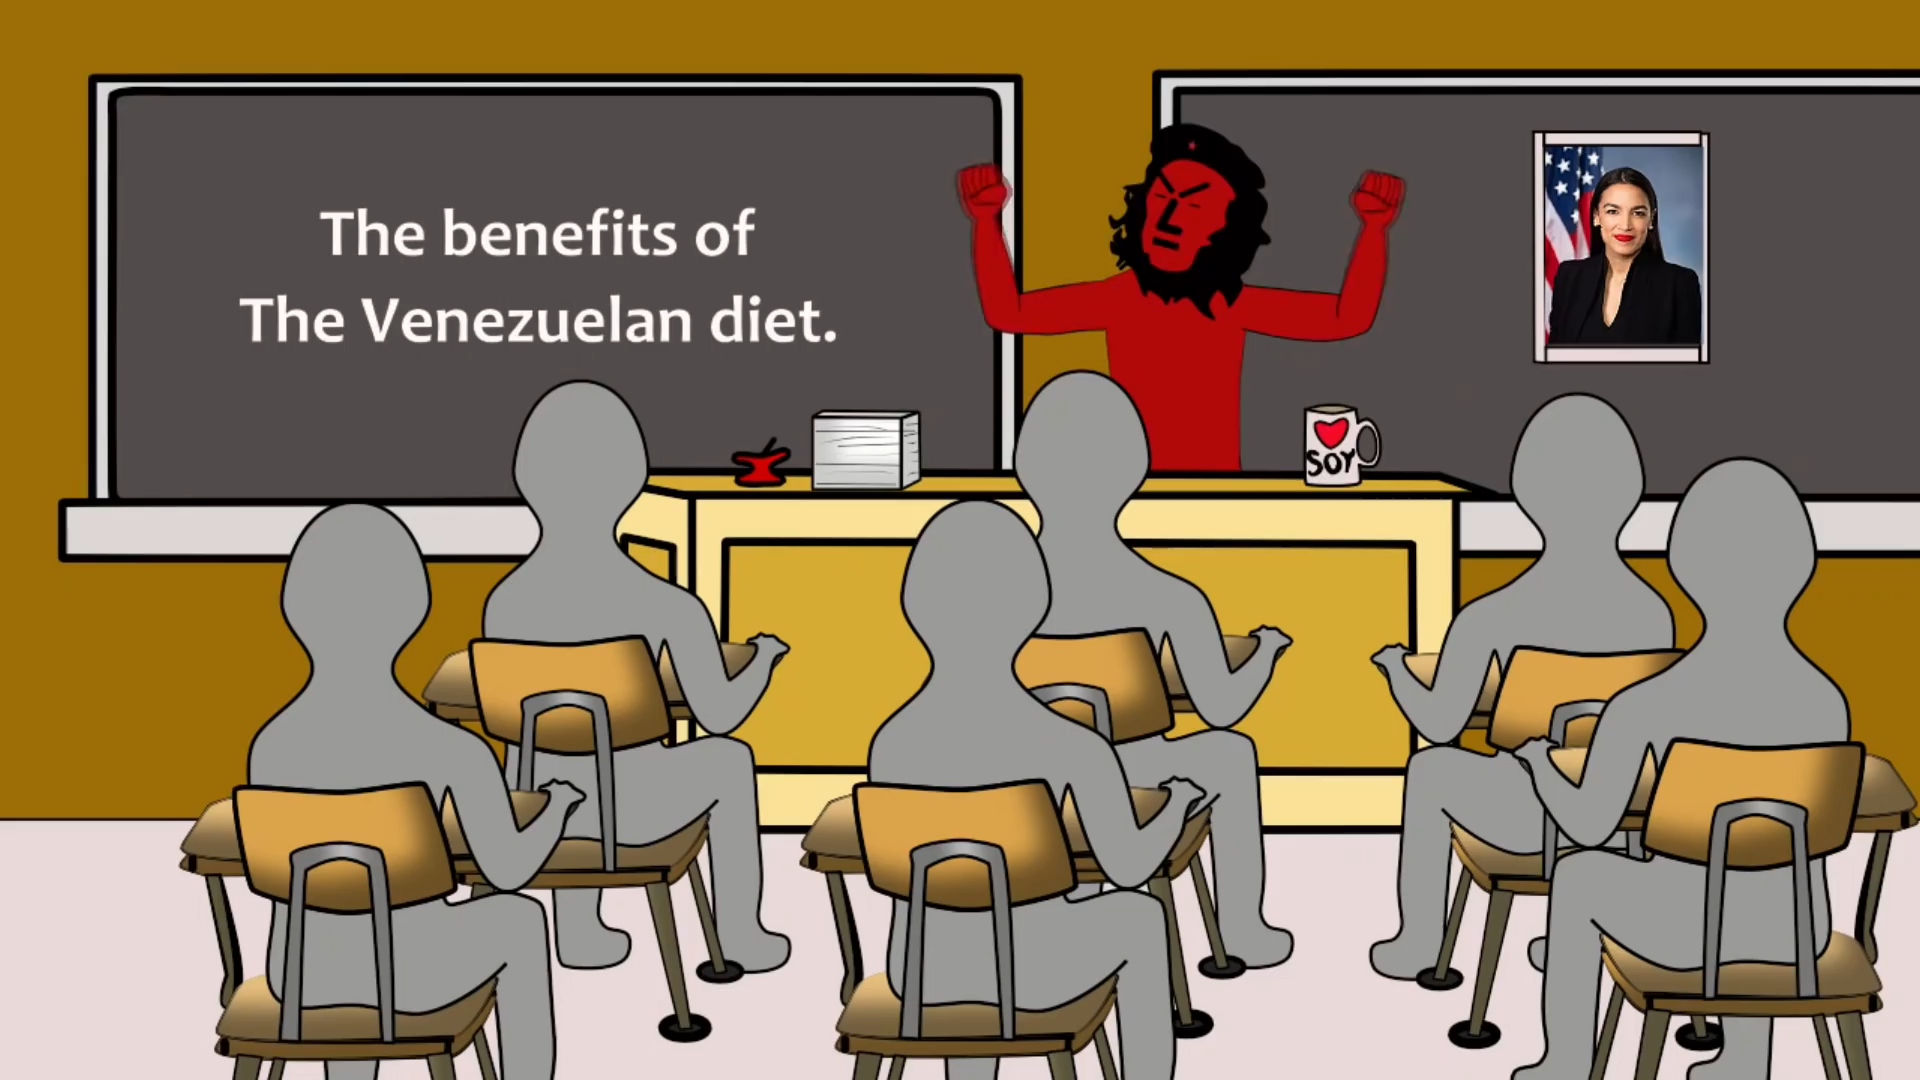 The benefits of
The Venezuelan diet.
SOY